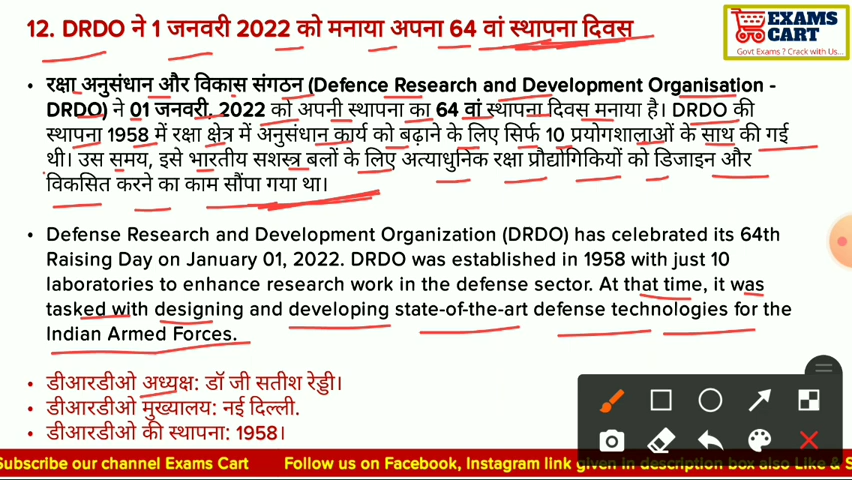 12. DRDO ने 1 जनवरी 2022 को मनाया अपना 64 वां स्थापना दिवस
EXAMS
CART
Govt Exams ? Crack with Us...
• रक्षा अनुसंधान और विकास संगठन (Defence Research and Development Organisation -
DRDO) ने 01 जनवरी, 2022 को अपनी स्थापना का 64 वां स्थापना दिवस मनाया है। DRDO की
स्थापना 1958 में रक्षा क्षेत्र में अनुसंधान कार्य को बढ़ाने के लिए सिर्फ 10 प्रयोगशालाओं के साथ की गई
थी। उस समय, इसे भारतीय सशस्त्र बलों के लिए अत्याधुनिक रक्षा प्रौद्योगिकियों को डिजाइन और
विकसित करने का काम सौंपा गया था।
• Defense Research and Development Organization (DRDO) has celebrated its 64th
Raising Day on January 01, 2022. DRDO was established in 1958 with just 10
laboratories to enhance research work in the defense sector. At that time, it was
tasked with designing and developing state-of-the-art defense technologies for the
Indian Armed Forces.
• डीआरडीओ अध्यक्ष: डॉ जी सतीश रेड्डी।
• डीआरडीओ मुख्यालय: नई दिल्ली.
• डीआरडीओ की स्थापना: 1958।
Subscribe our channel Exams Cart Follow us on Facebook, Instagram link given in description box also Like & S